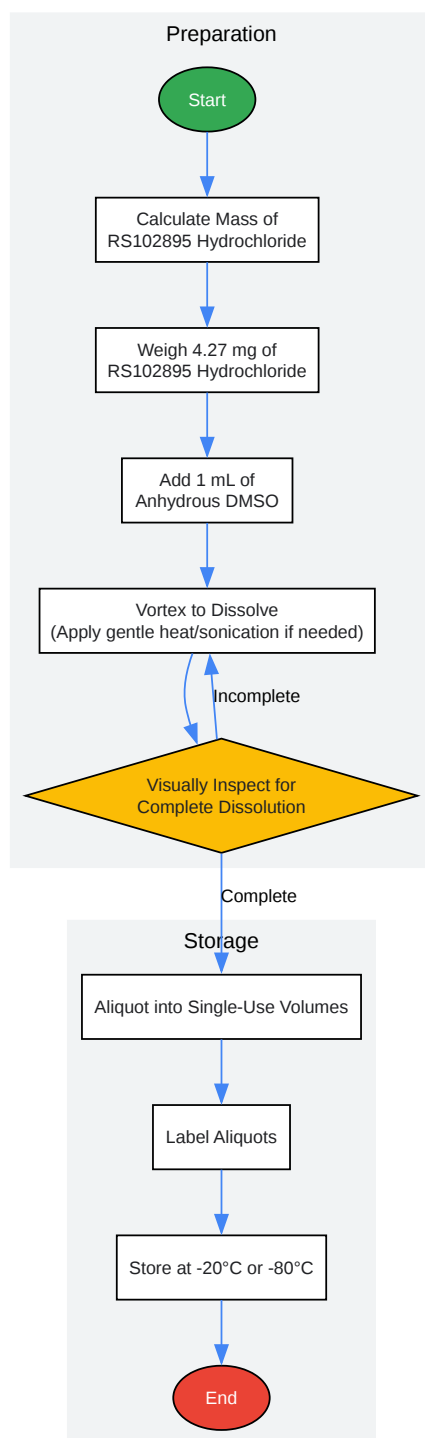 Preparation
Start
Calculate Mass of
RS102895 Hydrochloride
Weigh 4.27 mg of
RS102895 Hydrochloride
Add 1 mL of
Anhydrous DMSO
Vortex to Dissolve
(Apply gentle heat/sonication if needed)
Incomplete
Visually Inspect for
Complete Dissolution
Complete
Storage
Aliquot into Single-Use Volumes
Label Aliquots
Store at -20°C or -80°C
End